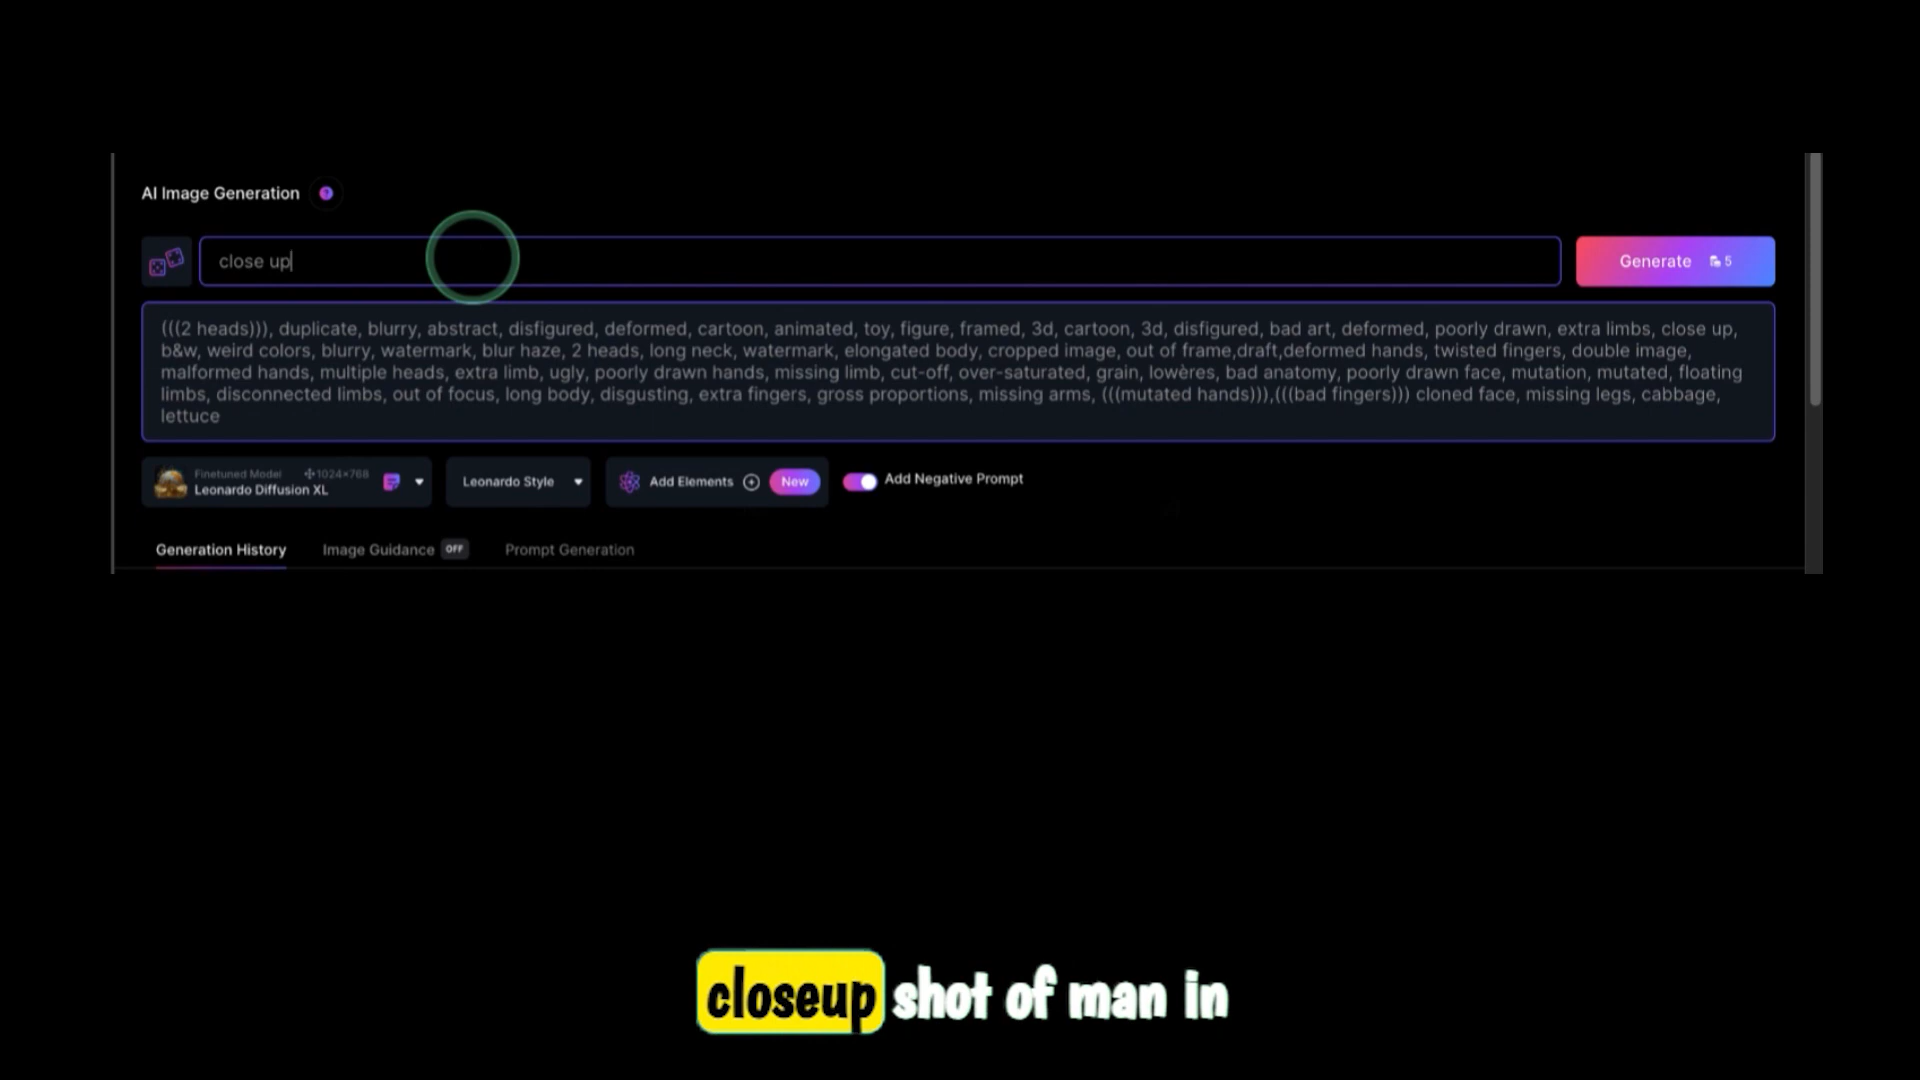 AI Image Generation ?
close up
Generate 5
(((2 heads))), duplicate, blurry, abstract, disfigured, deformed, cartoon, animated, toy, figure, framed, 3d, cartoon, 3d, disfigured, bad art, deformed, poorly drawn, extra limbs, close up,
b&w, weird colors, blurry, watermark, blur haze, 2 heads, long neck, watermark, elongated body, cropped image, out of frame,draft,deformed hands, twisted fingers, double image,
malformed hands, multiple heads, extra limb, ugly, poorly drawn hands, missing limb, cut-off, over-saturated, grain, lowères, bad anatomy, poorly drawn face, mutation, mutated, floating
limbs, disconnected limbs, out of focus, long body, disgusting, extra fingers, gross proportions, missing arms, (((mutated hands))),(((bad fingers))) cloned face, missing legs, cabbage,
lettuce
Finetuned Model 1024×768
Leonardo Diffusion XL
Leonardo Style
Add Elements New
Add Negative Prompt
Generation History
Image Guidance OFF
Prompt Generation
closeup shot of man in